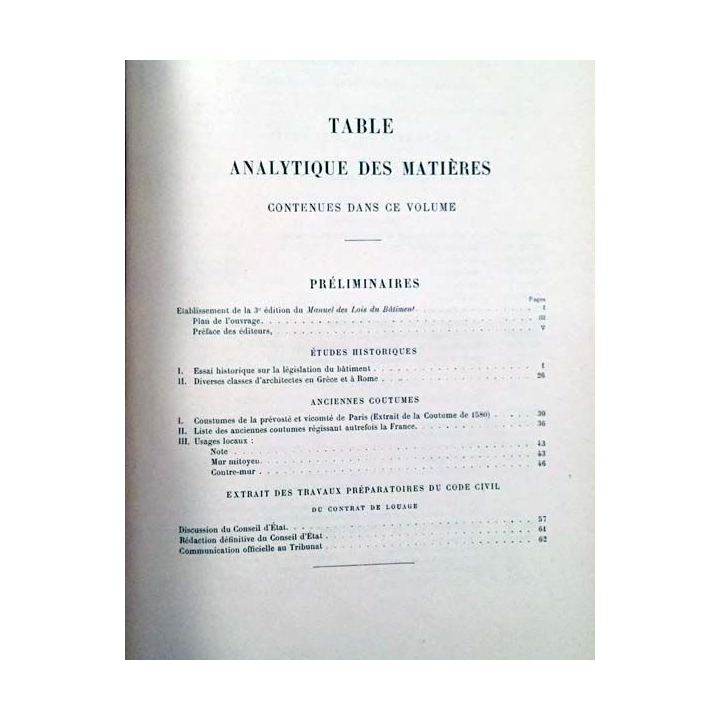 TABLE
ANALYTIQUE DES MATIÈRES
CONTENUES DANS CE VOLUME
PRÉLIMINAIRES
Pages
Etablissement de la 3e édition du Manuel des Lois du Bâtiment . . . . . . . . I
Plan de l'ouvrage. . . . . . . . . . III
Préface des éditeurs, . . . . . . . . . . V
ÉTUDES HISTORIQUES
I. Essai historique sur la législation du bâtiment . . . . . . . . . . 1
II. Diverses classes d'architectes en Grèce et à Rome . . . . . . . . . . 26
ANCIENNES COUTUMES
I. Constumes de la prévosté et vicomté de Paris (Extrait de la Coutume de 1580) . . . . . 30
II. Liste des anciennes coutumes régissant autrefois la France. . . . . . . . . . 36
III. Usages locaux : . . . . . . . . . . 43
Note . . . . . . . . . . 43
Mur mitoyen. . . . . . . . . . 43
Contre-mur . . . . . . . . . . 46
EXTRAIT DES TRAVAUX PRÉPARATOIRES DU CODE CIVIL
DU CONTRAT DE LOUAGE
Discussion du Conseil d'État. . . . . . . . . . 57
Rédaction définitive du Conseil d'État . . . . . . . . . . 61
Communication officielle au Tribunat . . . . . . . . . . 62